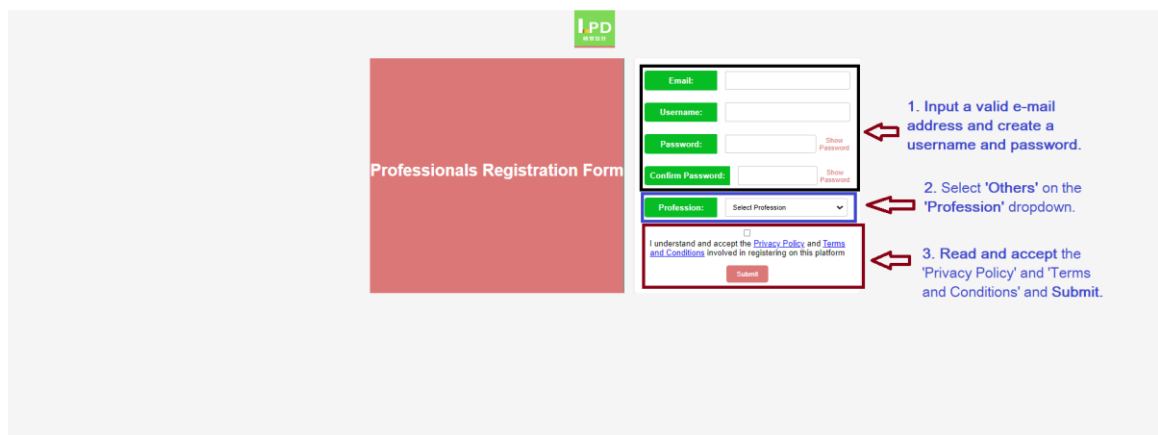 I.PD
Professionals Registration Form
Email:
Username:
Password:
Show
Password
Confirm Password:
Show
Password
Profession:
Select Profession
I understand and accept the Privacy Policy and Terms
and Conditions involved in registering on this platform
Submit
1. Input a valid e-mail
address and create a
username and password.
2. Select 'Others' on the
'Profession' dropdown.
3. Read and accept the
'Privacy Policy' and 'Terms
and Conditions' and Submit.